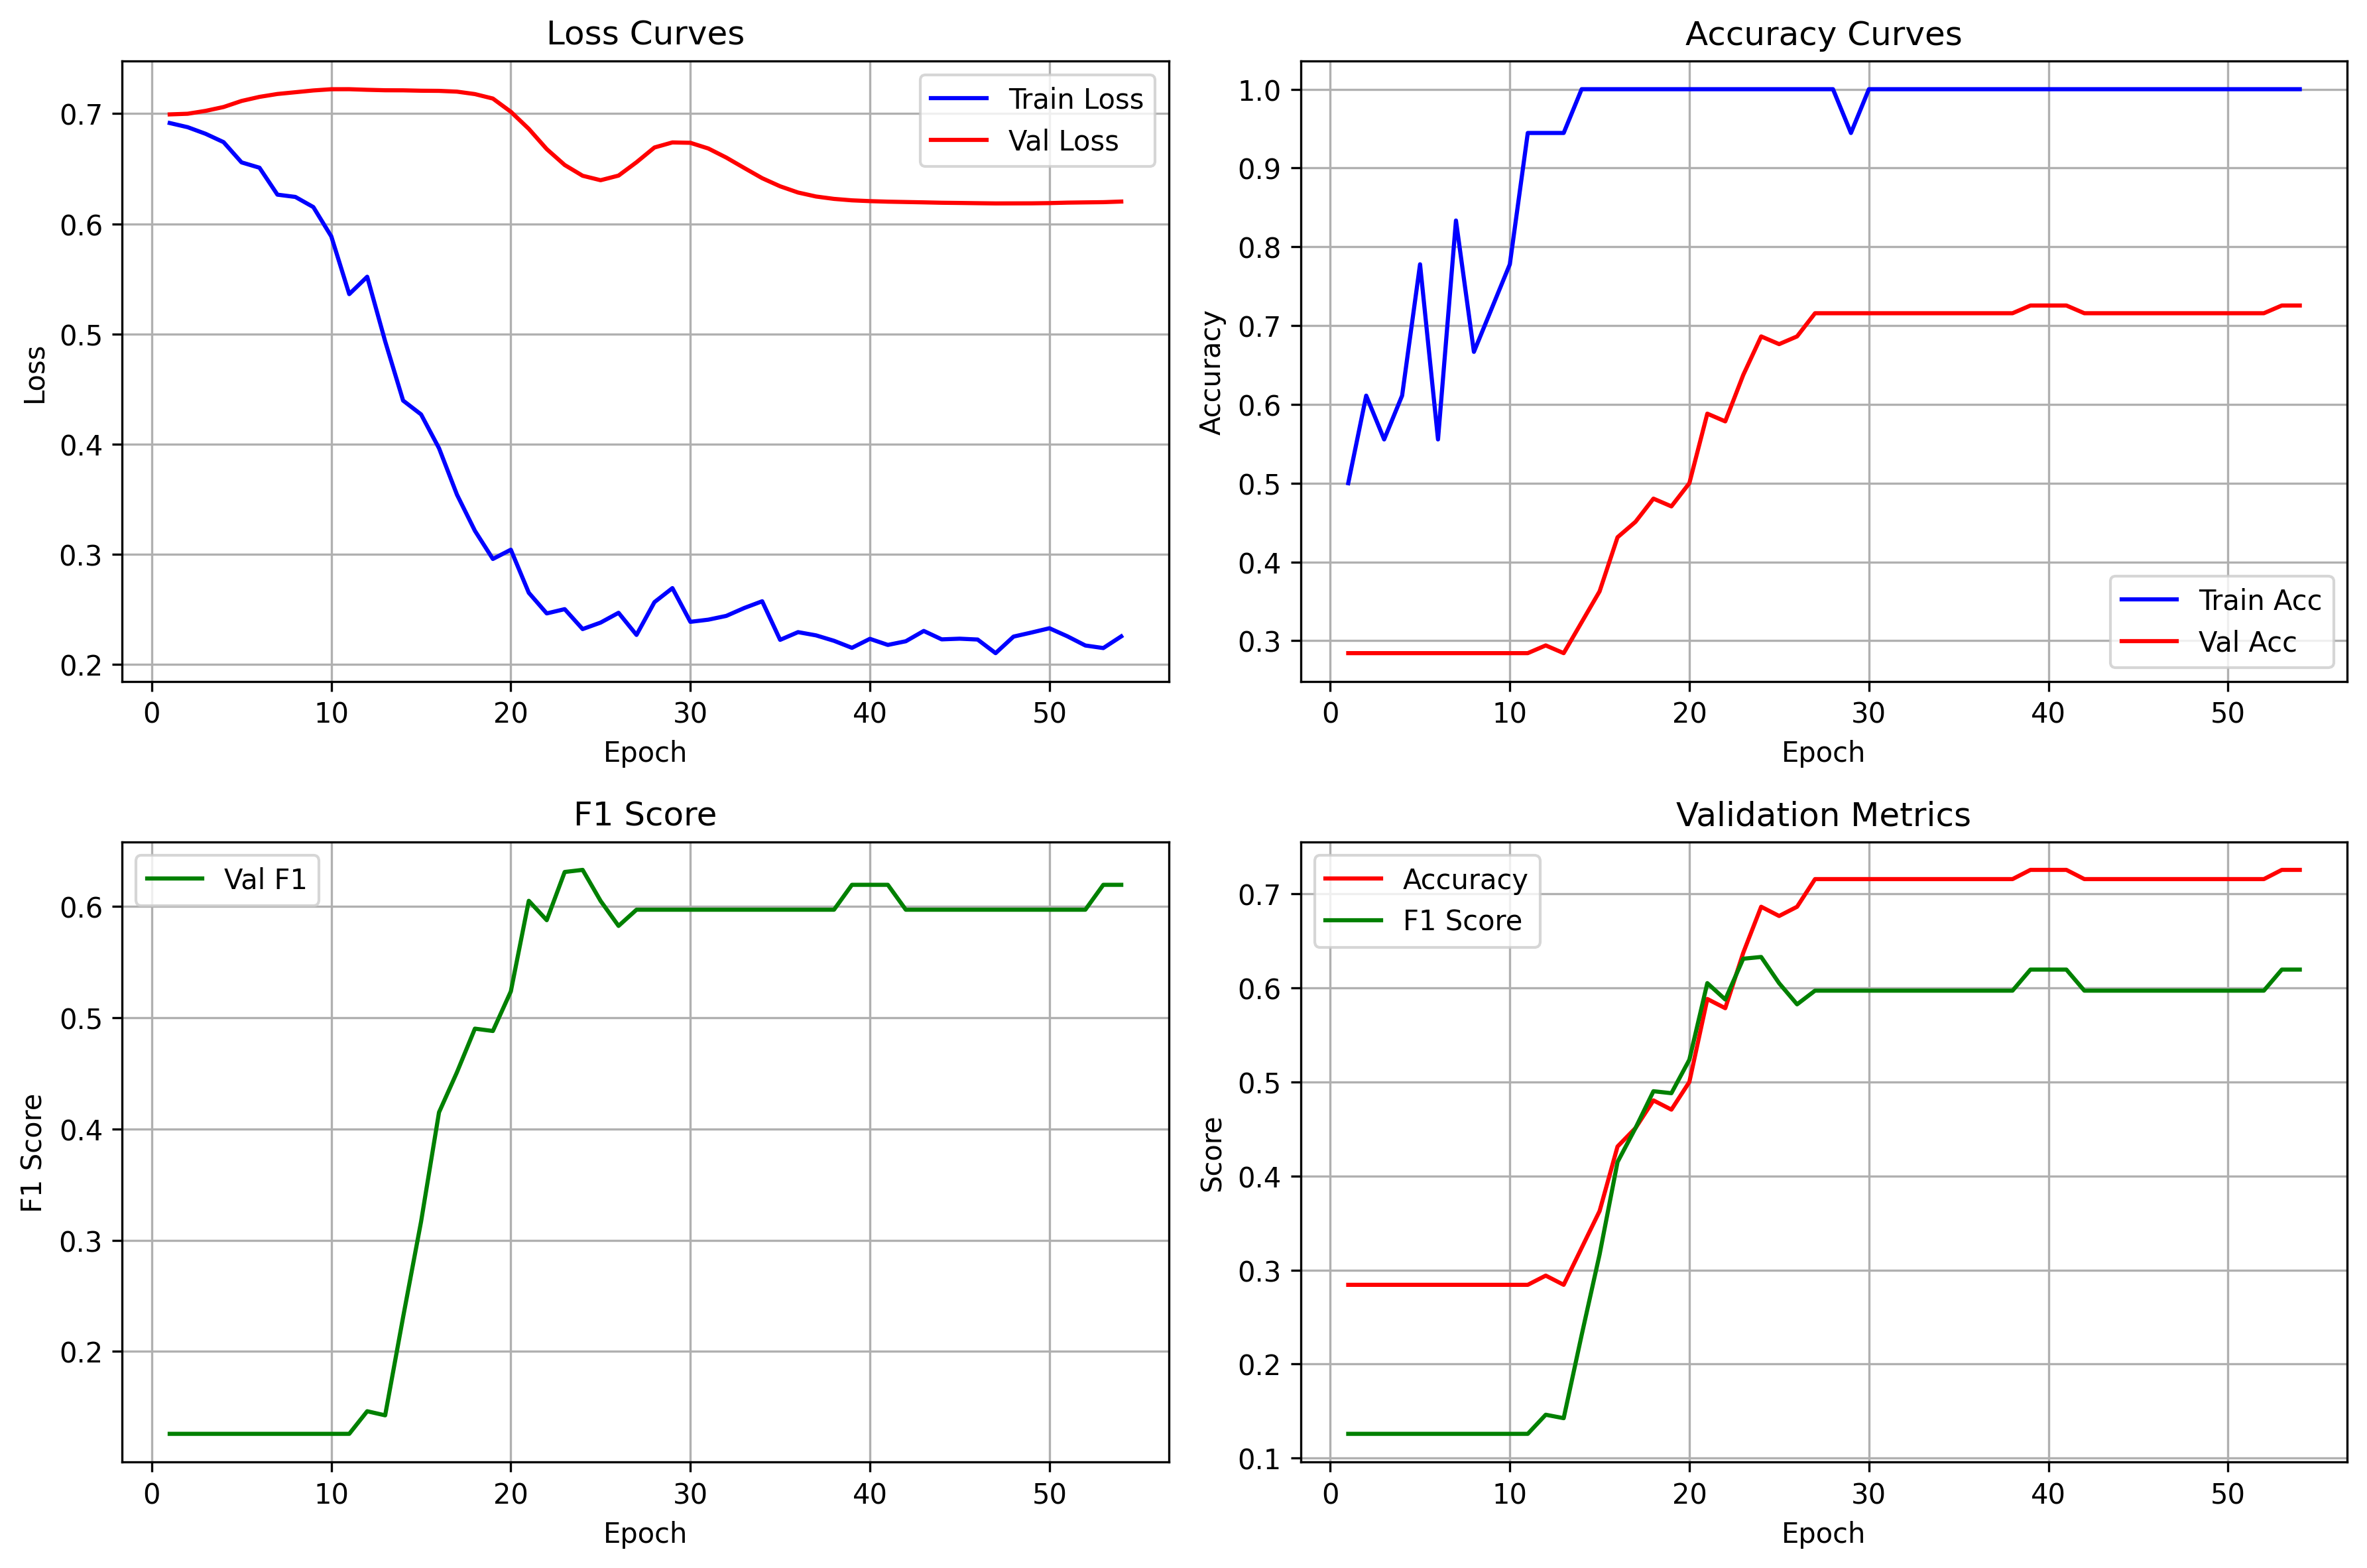 Loss Curves
Train Loss
Val Loss
Loss
0.7
0.6
0.5
0.4
0.3
0.2
0 10 20 30 40 50
Epoch
Accuracy Curves
Train Acc
Val Acc
Accuracy
1.0
0.9
0.8
0.7
0.6
0.5
0.4
0.3
0 10 20 30 40 50
Epoch
F1 Score
Val F1
F1 Score
0.6
0.5
0.4
0.3
0.2
0 10 20 30 40 50
Epoch
Validation Metrics
Accuracy
F1 Score
Score
0.7
0.6
0.5
0.4
0.3
0.2
0.1
0 10 20 30 40 50
Epoch